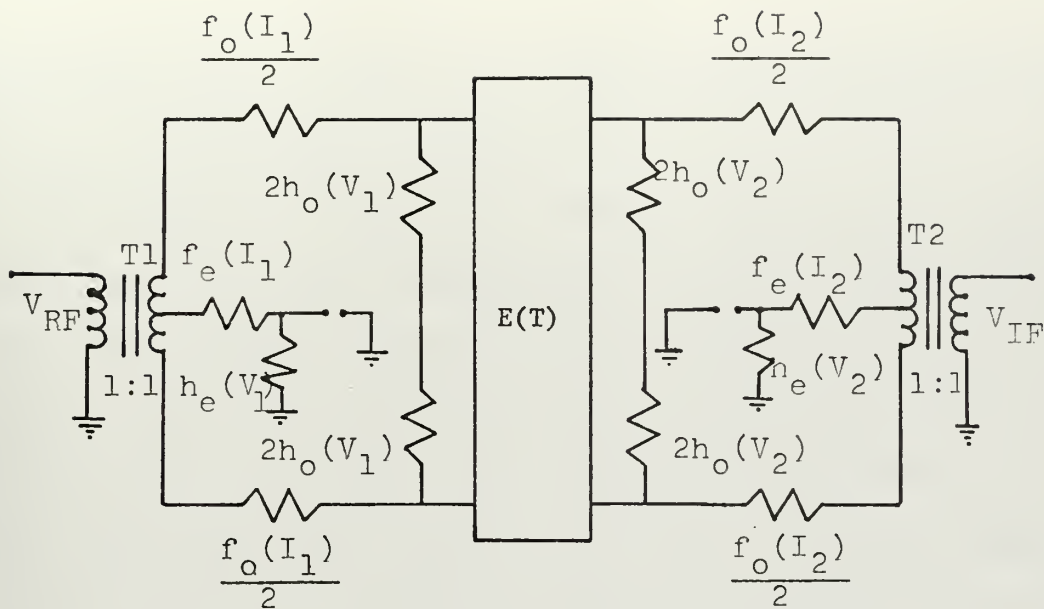 f_o(I_1)
2
f_o(I_2)
2
2h_o(V_1)
2h_o(V_2)
T1
f_e(I_1)
V_RF
E(T)
f_e(I_2)
T2
V_IF
1:1
h_e(V_1)
h_e(V_2)
1:1
2h_o(V_1)
2h_o(V_2)
f_o(I_1)
2
f_o(I_2)
2